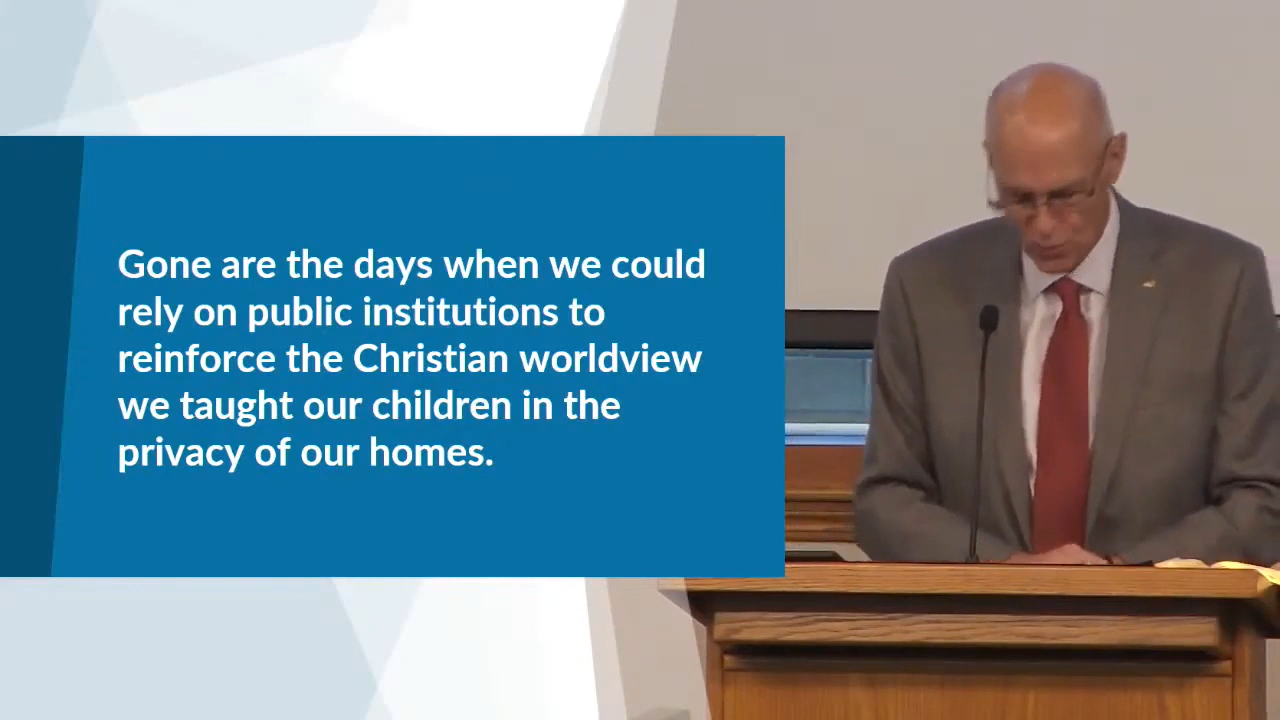 Gone are the days when we could
rely on public institutions to
reinforce the Christian worldview
we taught our children in the
privacy of our homes.